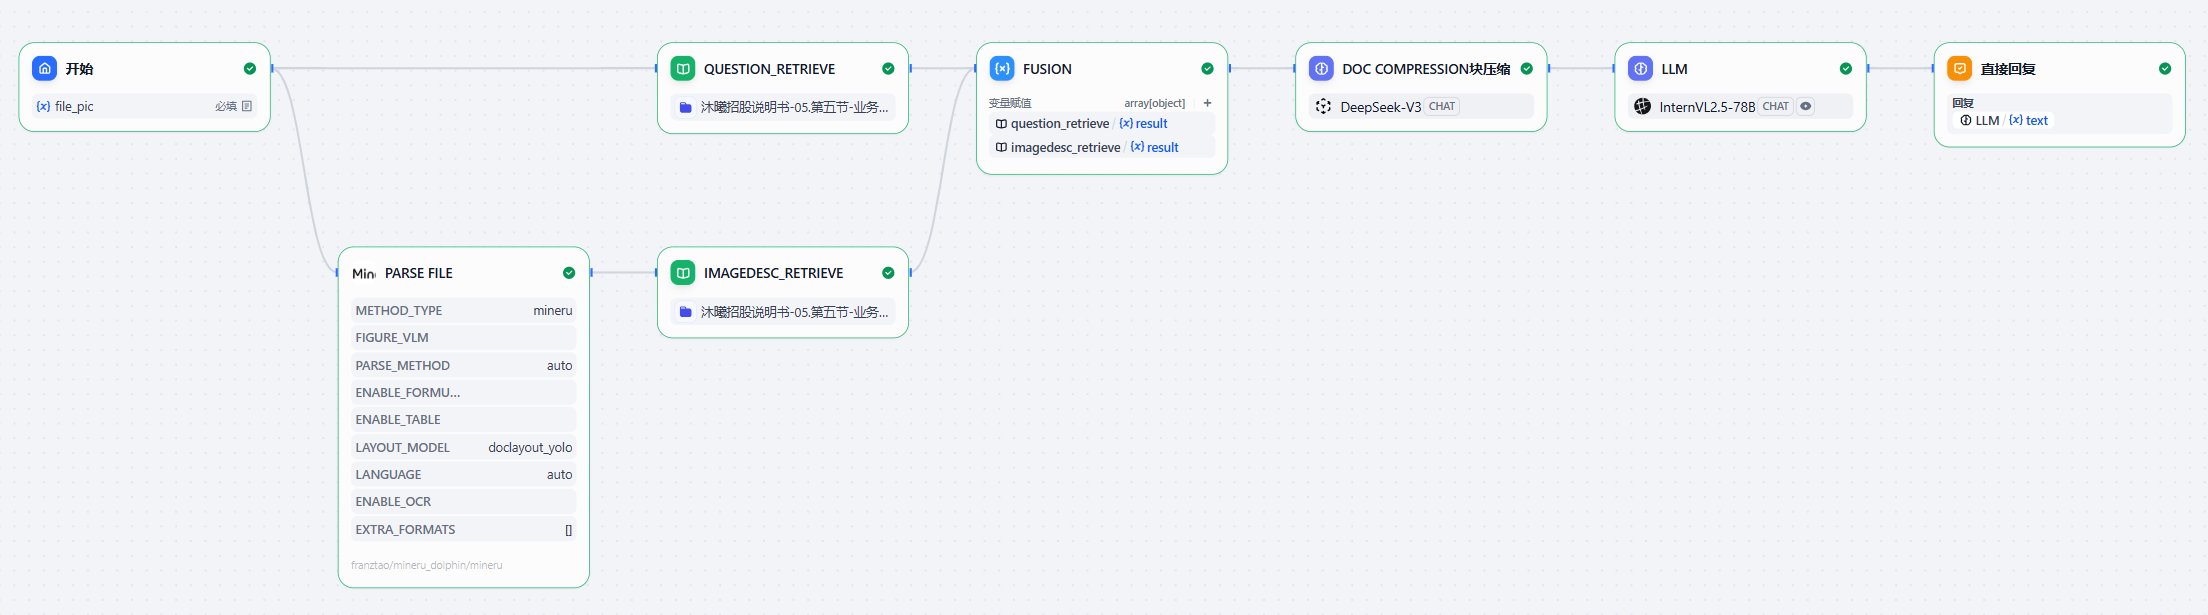 开始
file_pic 必填
QUESTION_RETRIEVE
沐曦招股说明书-05.第五节-业务...
FUSION
变量赋值 array[object] +
question_retrieve / {x} result
imagedesc_retrieve / {x} result
DOC COMPRESSION块压缩
DeepSeek-V3 CHAT
LLM
InternVL2.5-78B CHAT
直接回复
回复
LLM / {x} text
Min PARSE FILE
METHOD_TYPE mineru
FIGURE_VLM
PARSE_METHOD auto
ENABLE_FORMU...
ENABLE_TABLE
LAYOUT_MODEL doclayout_yolo
LANGUAGE auto
ENABLE_OCR
EXTRA_FORMATS []
franztao/mineru_dolphin/mineru
IMAGEDESC_RETRIEVE
沐曦招股说明书-05.第五节-业务...